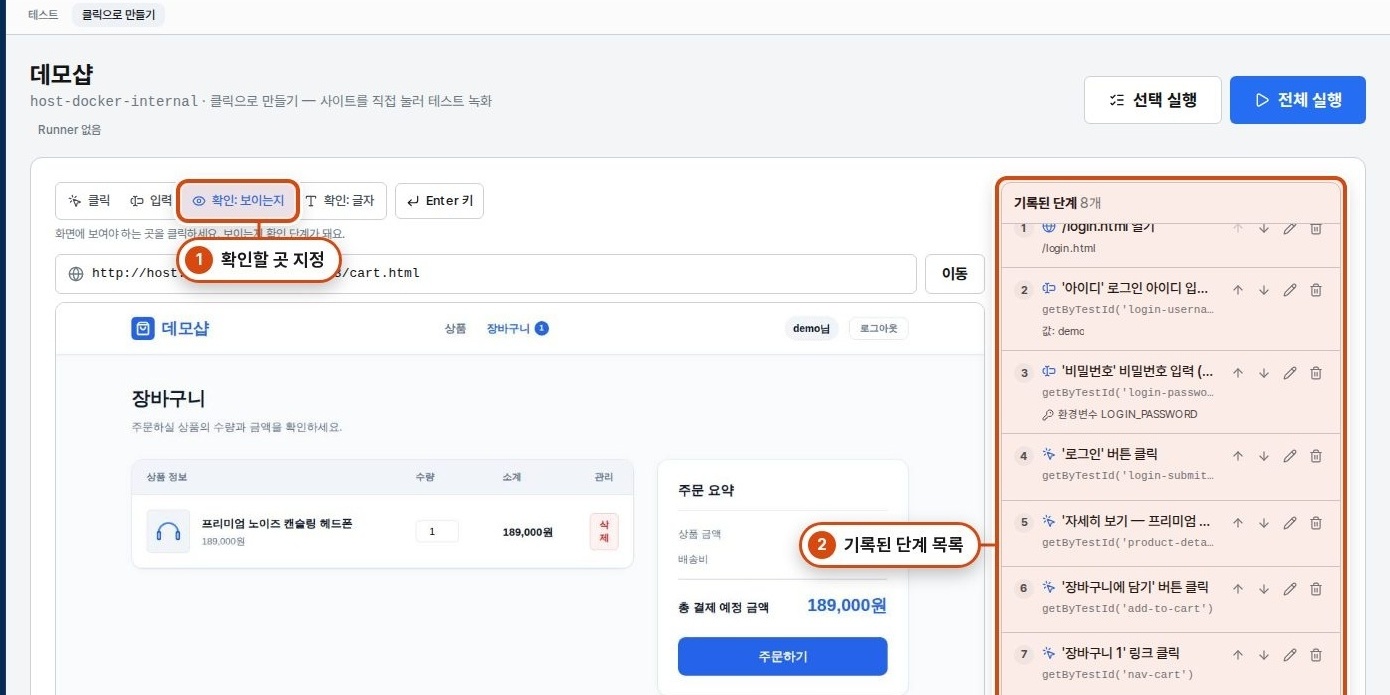 테스트 클릭으로 만들기
데모샵
host-docker-internal · 클릭으로 만들기 — 사이트를 직접 눌러 테스트 녹화
Runner 없음
선택 실행
전체 실행
클릭 입력 확인: 보이는지 확인: 글자 Enter 키
화면에 보여야 하는 곳을 클릭하세요. 보이는지 확인 단계가 돼요.
1 확인할 곳 지정
http://host. 3/cart.html
이동
데모샵
상품 장바구니 1
demo님 로그아웃
장바구니
주문하실 상품의 수량과 금액을 확인하세요.
상품 정보 수량 소계 관리
프리미엄 노이즈 캔슬링 헤드폰
189,000원
1 189,000원 삭제
주문 요약
상품 금액
배송비
총 결제 예정 금액 189,000원
주문하기
2 기록된 단계 목록
기록된 단계 8개
1 /login.html 열기
/login.html
2 '아이디' 로그인 아이디 입...
getByTestId('login-userna...
값: demo
3 '비밀번호' 비밀번호 입력 (...
getByTestId('login-passwo...
환경변수 LOGIN_PASSWORD
4 '로그인' 버튼 클릭
getByTestId('login-submit...
5 '자세히 보기 — 프리미엄 ...
getByTestId('product-deta...
6 '장바구니에 담기' 버튼 클릭
getByTestId('add-to-cart')
7 '장바구니 1' 링크 클릭
getByTestId('nav-cart')